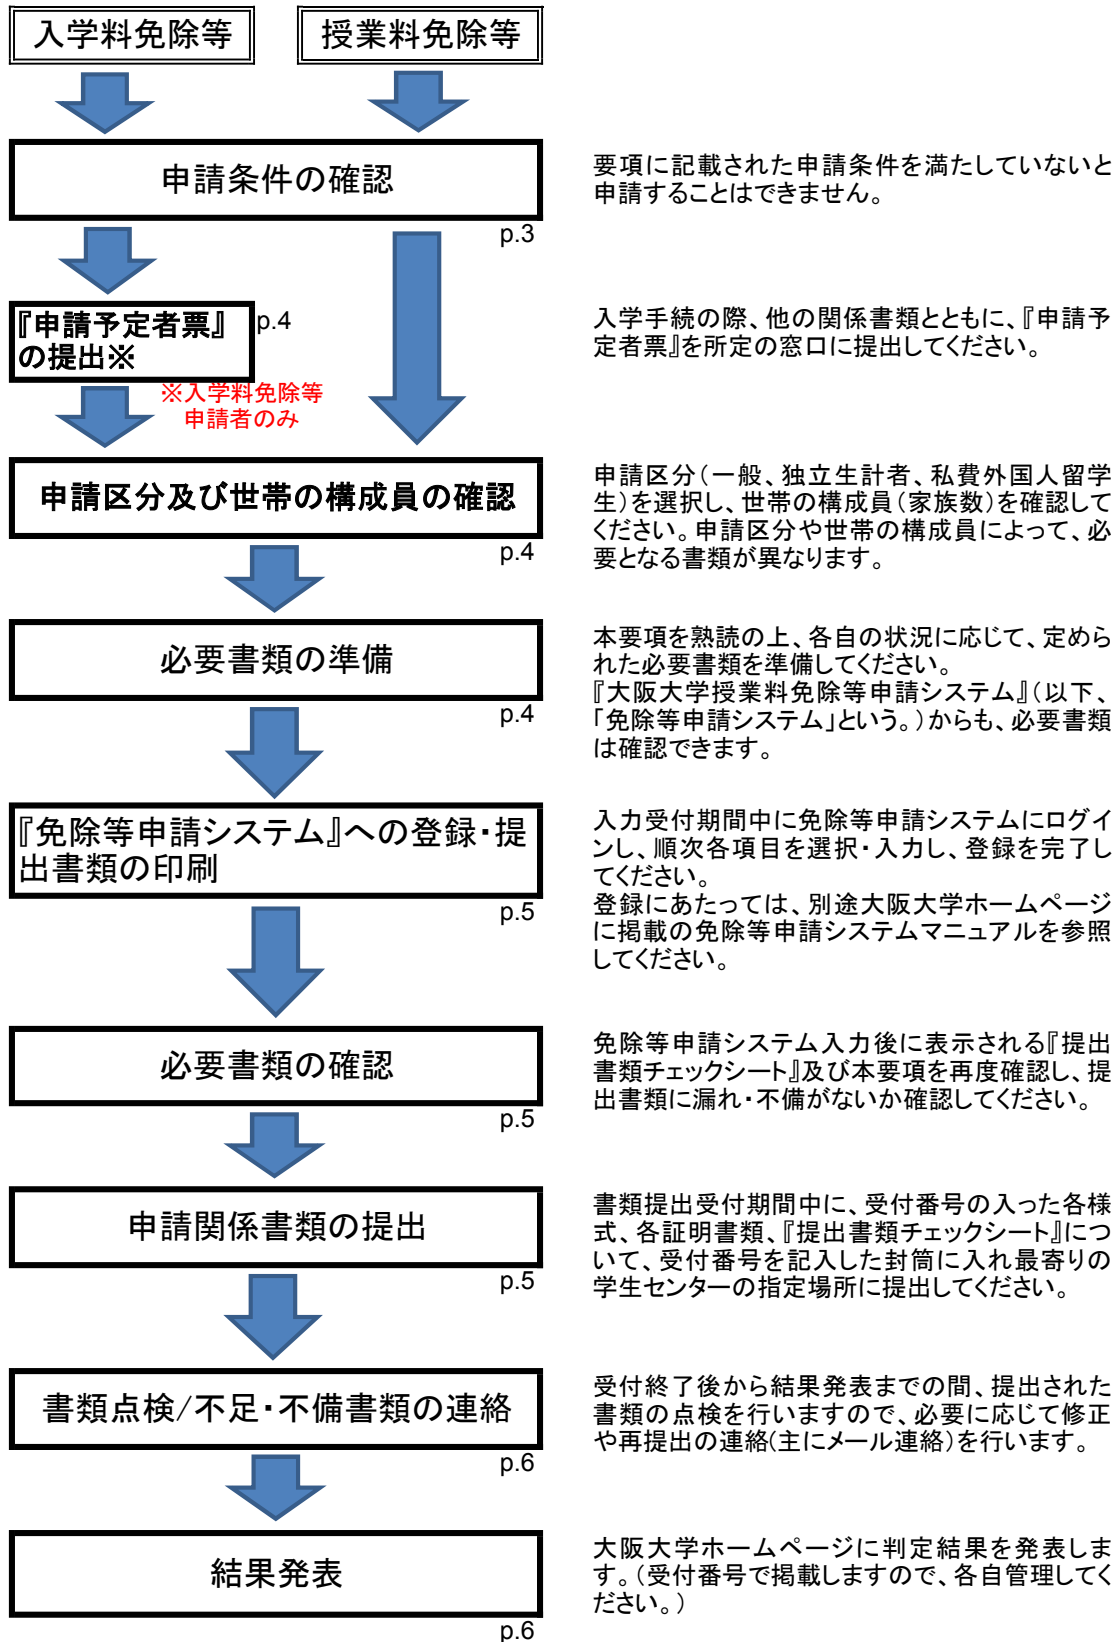 入学料免除等
授業料免除等
申請条件の確認
p.3
要項に記載された申請条件を満たしていないと
申請することはできません。
『申請予定者票』
の提出※
p.4
※入学料免除等
申請者のみ
入学手続の際、他の関係書類とともに、『申請予
定者票』を所定の窓口に提出してください。
申請区分及び世帯の構成員の確認
p.4
申請区分(一般、独立生計者、私費外国人留学
生)を選択し、世帯の構成員(家族数)を確認して
ください。申請区分や世帯の構成員によって、必
要となる書類が異なります。
必要書類の準備
p.4
本要項を熟読の上、各自の状況に応じて、定めら
れた必要書類を準備してください。
『大阪大学授業料免除等申請システム』(以下、
「免除等申請システム」という。)からも、必要書類
は確認できます。
『免除等申請システム』への登録・提
出書類の印刷
p.5
入力受付期間中に免除等申請システムにログイ
ンし、順次各項目を選択・入力し、登録を完了し
てください。
登録にあたっては、別途大阪大学ホームページ
に掲載の免除等申請システムマニュアルを参照
してください。
必要書類の確認
p.5
免除等申請システム入力後に表示される『提出
書類チェックシート』及び本要項を再度確認し、提
出書類に漏れ・不備がないか確認してください。
申請関係書類の提出
p.5
書類提出受付期間中に、受付番号の入った各様
式、各証明書類、『提出書類チェックシート』につ
いて、受付番号を記入した封筒に入れ最寄りの
学生センターの指定場所に提出してください。
書類点検/不足・不備書類の連絡
p.6
受付終了後から結果発表までの間、提出された
書類の点検を行いますので、必要に応じて修正
や再提出の連絡(主にメール連絡)を行います。
結果発表
p.6
大阪大学ホームページに判定結果を発表しま
す。(受付番号で掲載しますので、各自管理してく
ださい。)